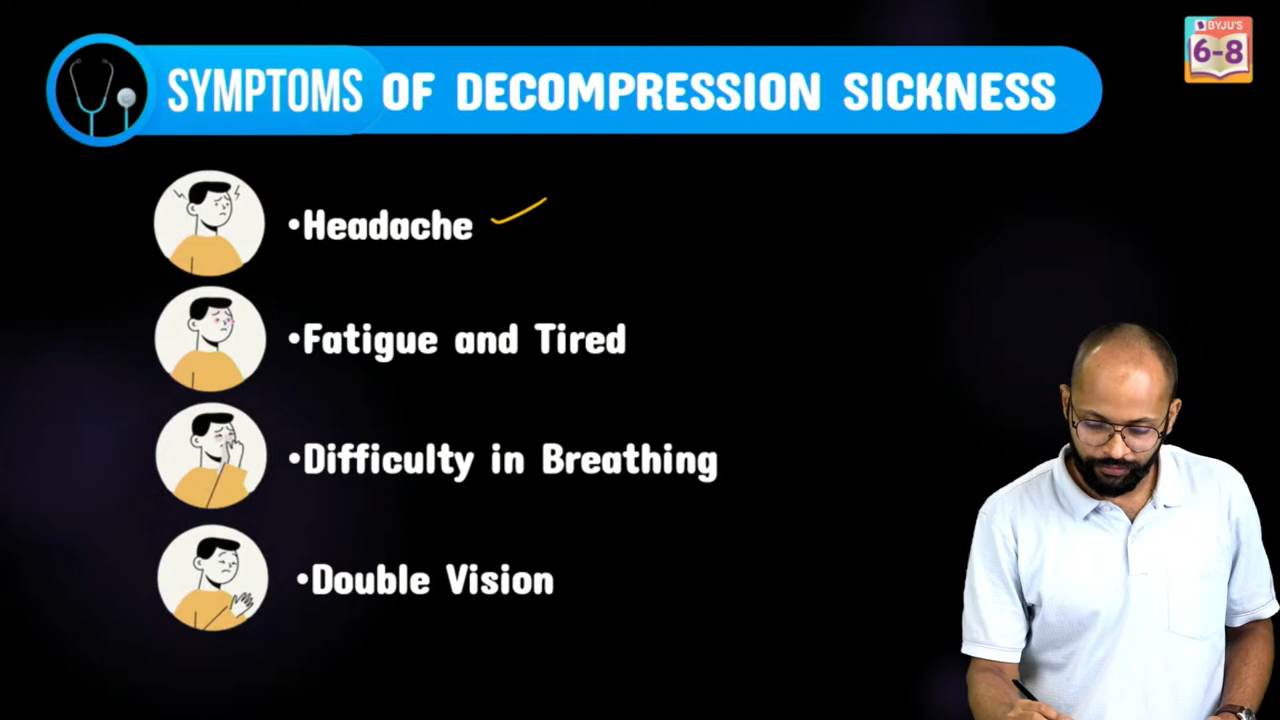 BYJU'S
6-8
SYMPTOMS OF DECOMPRESSION SICKNESS
•Headache
•Fatigue and Tired
•Difficulty in Breathing
•Double Vision